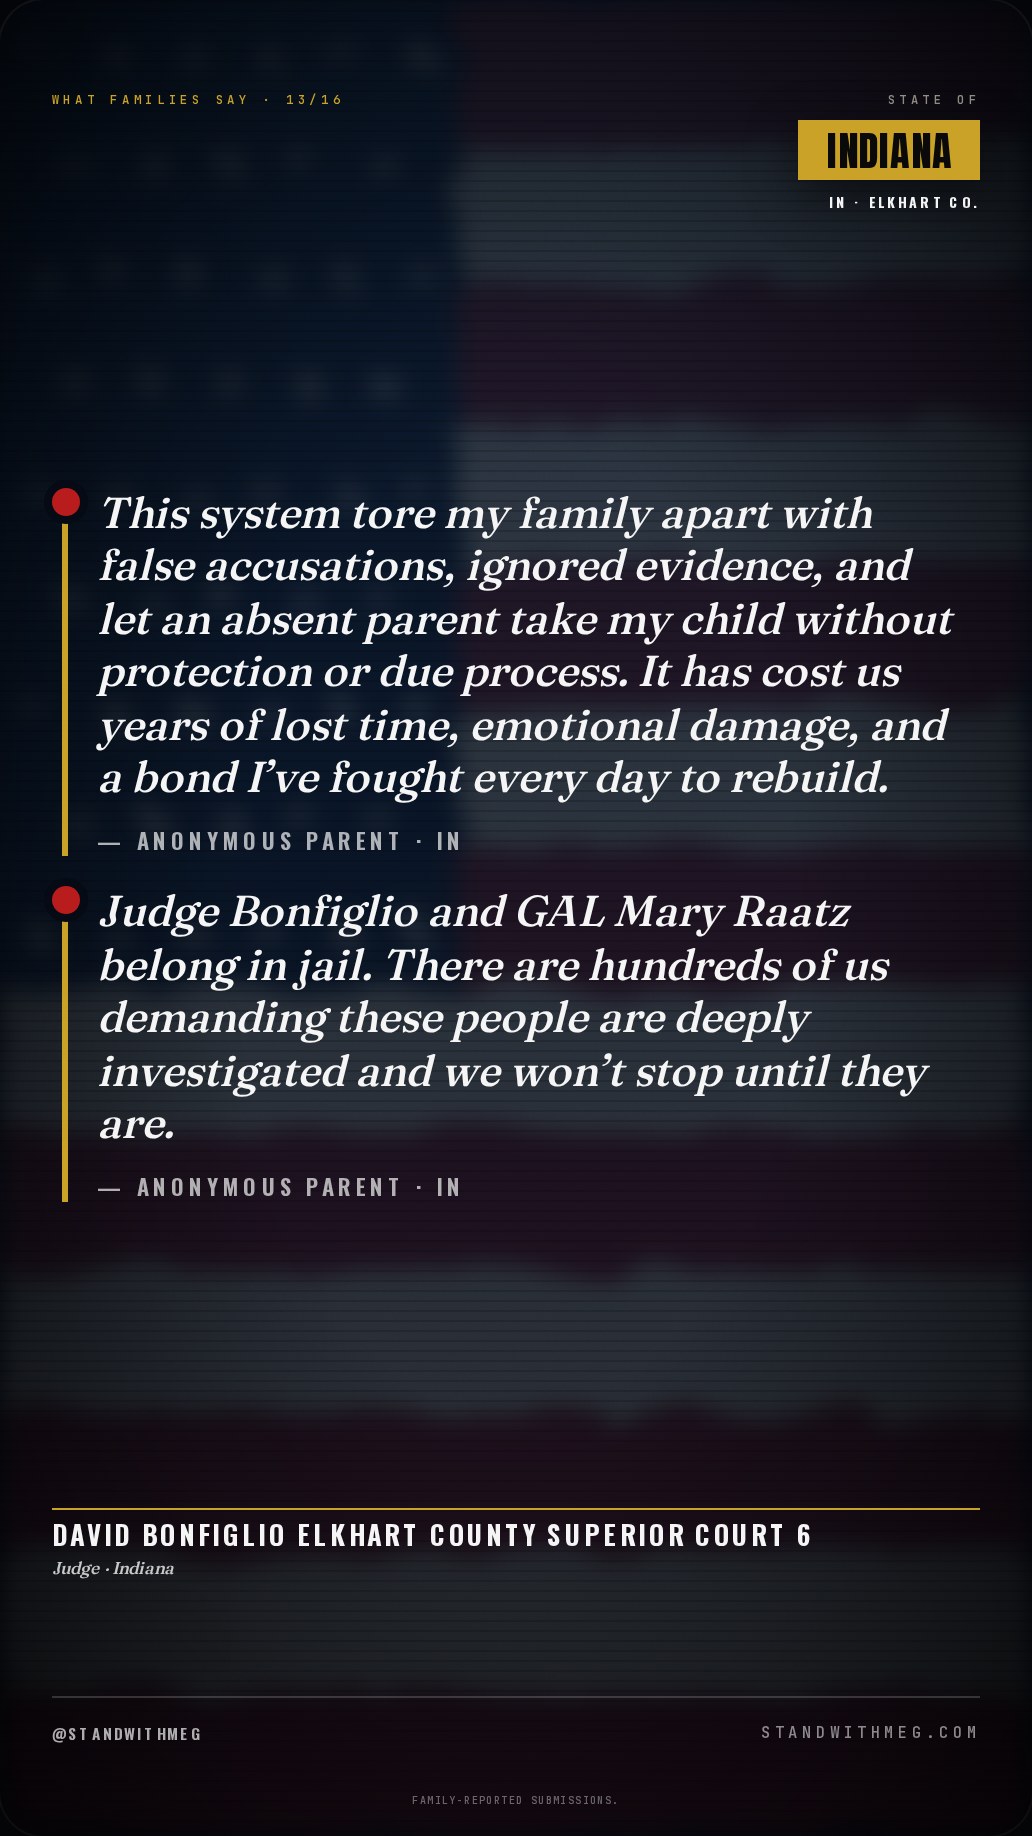 WHAT FAMILIES SAY · 13/16
STATE OF
INDIANA
IN · ELKHART CO.
This system tore my family apart with
false accusations, ignored evidence, and
let an absent parent take my child without
protection or due process. It has cost us
years of lost time, emotional damage, and
a bond I’ve fought every day to rebuild.
— ANONYMOUS PARENT · IN
Judge Bonfiglio and GAL Mary Raatz
belong in jail. There are hundreds of us
demanding these people are deeply
investigated and we won’t stop until they
are.
— ANONYMOUS PARENT · IN
DAVID BONFIGLIO ELKHART COUNTY SUPERIOR COURT 6
Judge · Indiana
@STANDWITHMEG
STANDWITHMEG.COM
FAMILY-REPORTED SUBMISSIONS.